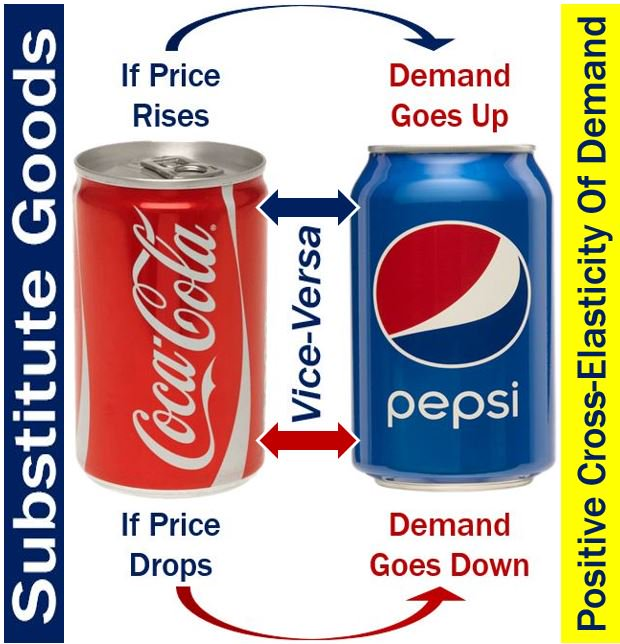 Substitute Goods
If Price
Rises
Demand
Goes Up
Coca-Cola
Vice-Versa
pepsi
If Price
Drops
Demand
Goes Down
Positive Cross-Elasticity Of Demand